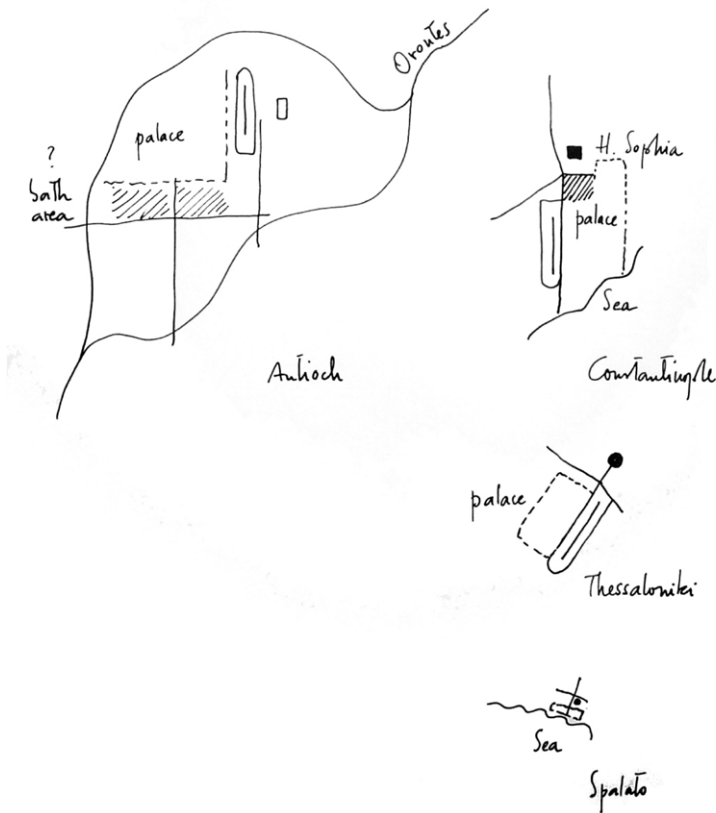 Orontes
palace
?
bath
area
Antioch
H. Sophia
palace
Sea
Constantinople
palace
Thessaloniki
Sea
Spalato